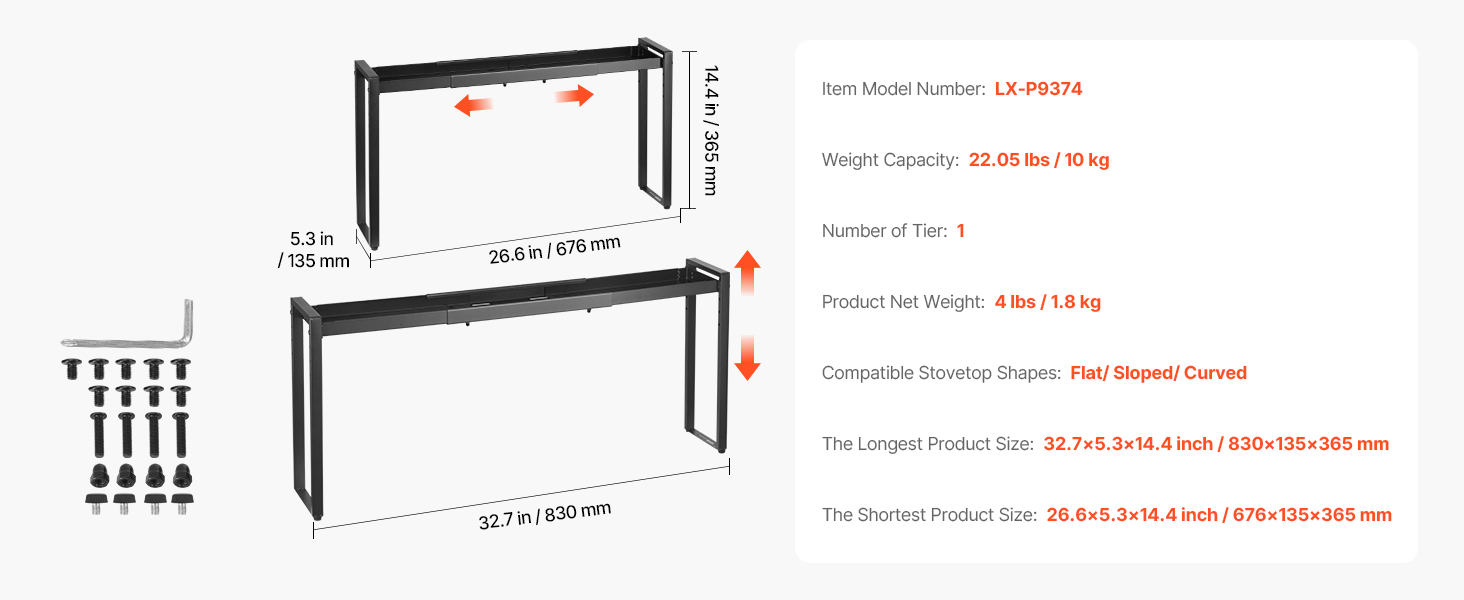 14.4 in / 365 mm
5.3 in
/ 135 mm
26.6 in / 676 mm
32.7 in / 830 mm
Item Model Number: LX-P9374
Weight Capacity: 22.05 lbs / 10 kg
Number of Tier: 1
Product Net Weight: 4 lbs / 1.8 kg
Compatible Stovetop Shapes: Flat/ Sloped/ Curved
The Longest Product Size: 32.7×5.3×14.4 inch / 830×135×365 mm
The Shortest Product Size: 26.6×5.3×14.4 inch / 676×135×365 mm